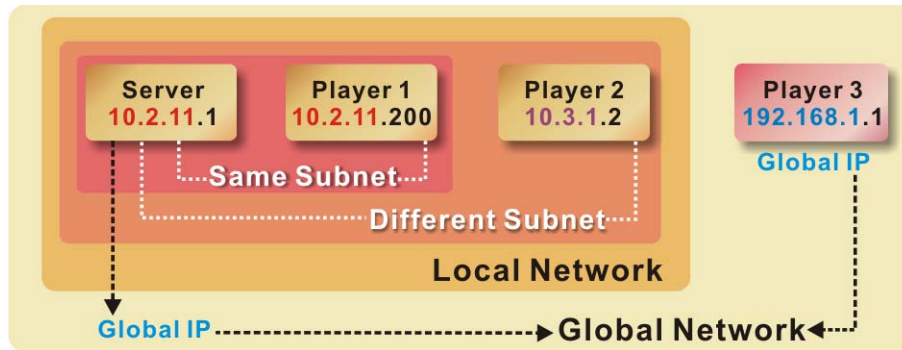 Server
10.2.11.1
Player 1
10.2.11.200
Player 2
10.3.1.2
Player 3
192.168.1.1
Global IP
Same Subnet
Different Subnet
Local Network
Global IP
Global Network